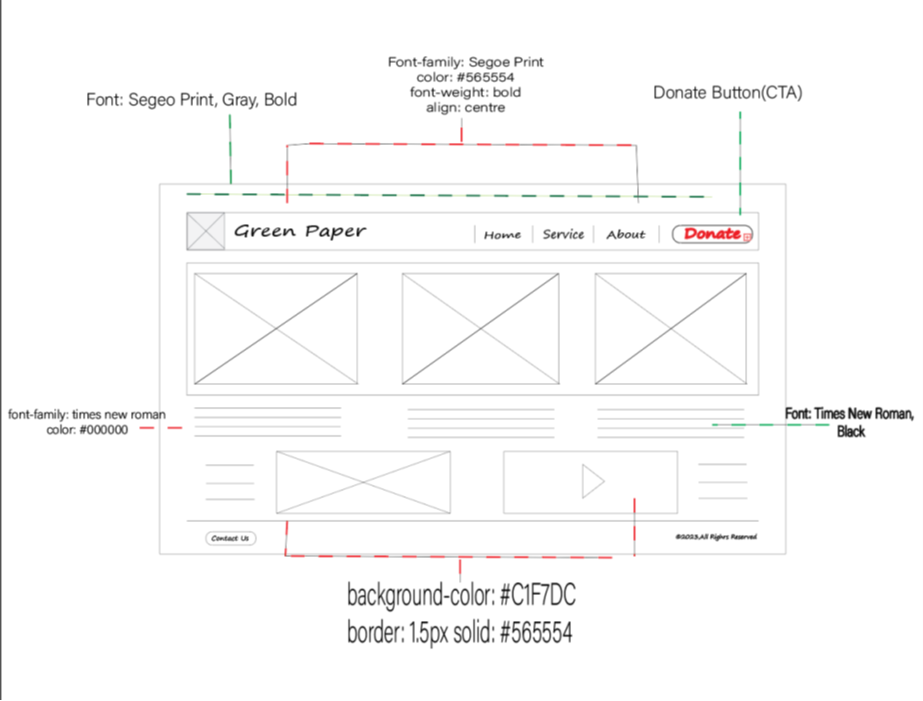 Font-family: Segoe Print
color: #565554
font-weight: bold
align: centre
Font: Segeo Print, Gray, Bold
Donate Button(CTA)
Green Paper
Home
Service
About
Donate
font-family: times new roman
color: #000000
Font: Times New Roman,
Black
Contact Us
©2023,All Righrs Reserved
background-color: #C1F7DC
border: 1.5px solid: #565554